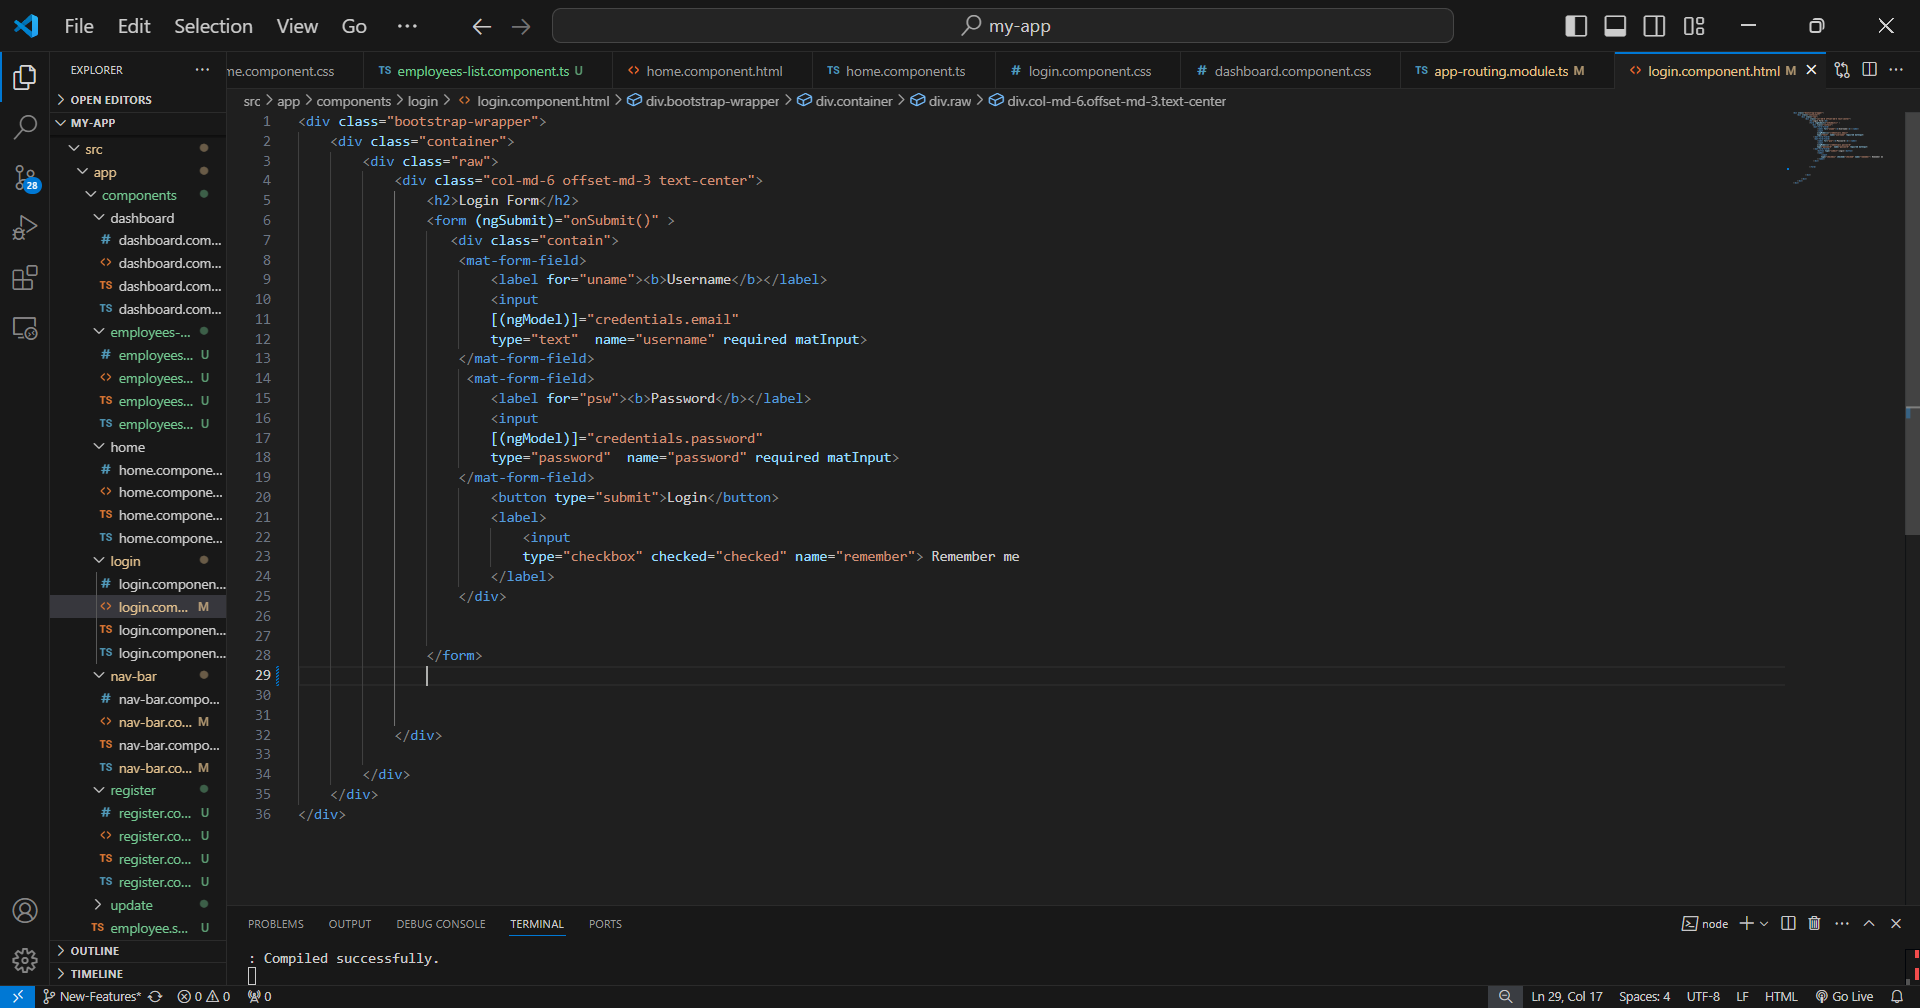 File Edit Selection View Go ··· my-app
EXPLORER ···
OPEN EDITORS
MY-APP
src
app
components
dashboard
# dashboard.com...
<> dashboard.com...
TS dashboard.com...
TS dashboard.com...
employees-...
# employees... U
<> employees... U
TS employees... U
TS employees... U
home
# home.compone...
<> home.compone...
TS home.compone...
TS home.compone...
login
# login.componen...
<> login.com... M
TS login.componen...
TS login.componen...
nav-bar
# nav-bar.compo...
<> nav-bar.co... M
TS nav-bar.compo...
TS nav-bar.co... M
register
# register.co... U
<> register.co... U
TS register.co... U
TS register.co... U
update
TS employee.s... U
OUTLINE
TIMELINE
28
me.component.css TS employees-list.component.ts U <> home.component.html TS home.component.ts # login.component.css # dashboard.component.css TS app-routing.module.ts M <> login.component.html M
src > app > components > login > <> login.component.html > div.bootstrap-wrapper > div.container > div.raw > div.col-md-6.offset-md-3.text-center
1 <div class="bootstrap-wrapper">
2 <div class="container">
3 <div class="raw">
4 <div class="col-md-6 offset-md-3 text-center">
5 <h2>Login Form</h2>
6 <form (ngSubmit)="onSubmit()" >
7 <div class="contain">
8 <mat-form-field>
9 <label for="uname"><b>Username</b></label>
10 <input
11 [(ngModel)]="credentials.email"
12 type="text"  name="username" required matInput>
13 </mat-form-field>
14 <mat-form-field>
15 <label for="psw"><b>Password</b></label>
16 <input
17 [(ngModel)]="credentials.password"
18 type="password"  name="password" required matInput>
19 </mat-form-field>
20 <button type="submit">Login</button>
21 <label>
22 <input
23 type="checkbox" checked="checked" name="remember"> Remember me
24 </label>
25 </div>
26
27
28 </form>
29
30
31
32 </div>
33
34 </div>
35 </div>
36 </div>
PROBLEMS OUTPUT DEBUG CONSOLE TERMINAL PORTS node
: Compiled successfully.
New-Features* 0 0 0 Ln 29, Col 17 Spaces: 4 UTF-8 LF HTML Go Live